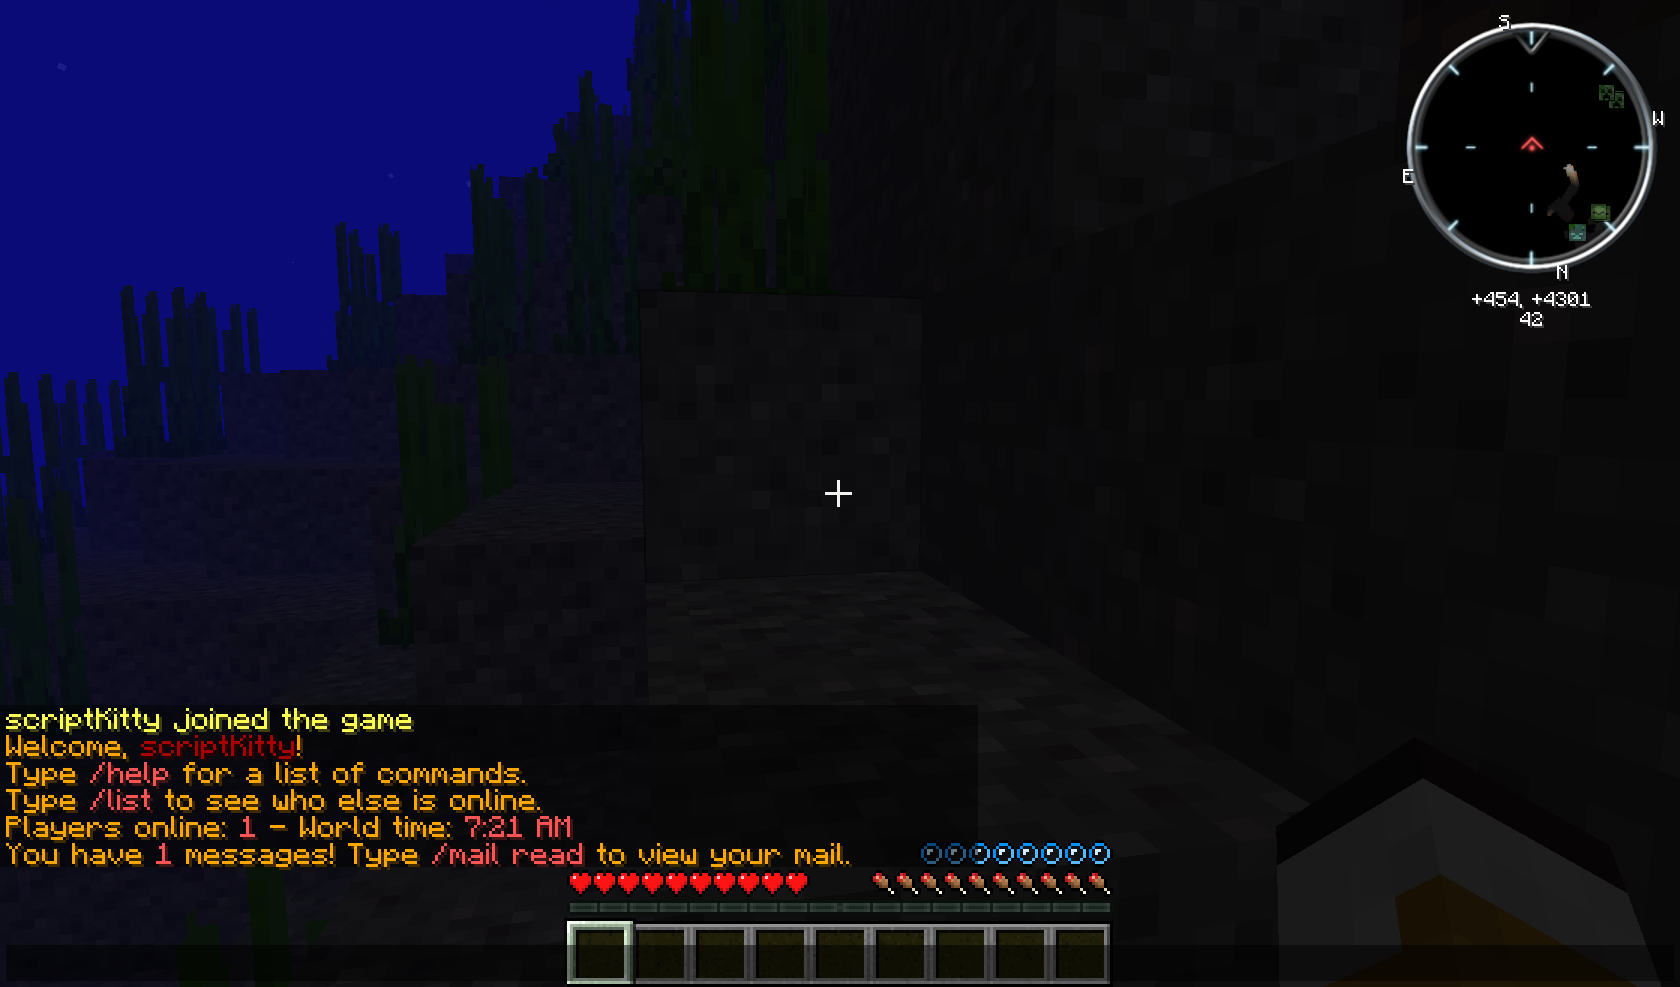 S
W
E
N
+454, +4301
42
scriptKitty joined the game
Welcome, scriptKitty!
Type /help for a list of commands.
Type /list to see who else is online.
Players online: 1 – World time: 7:21 AM
You have 1 messages! Type /mail read to view your mail.